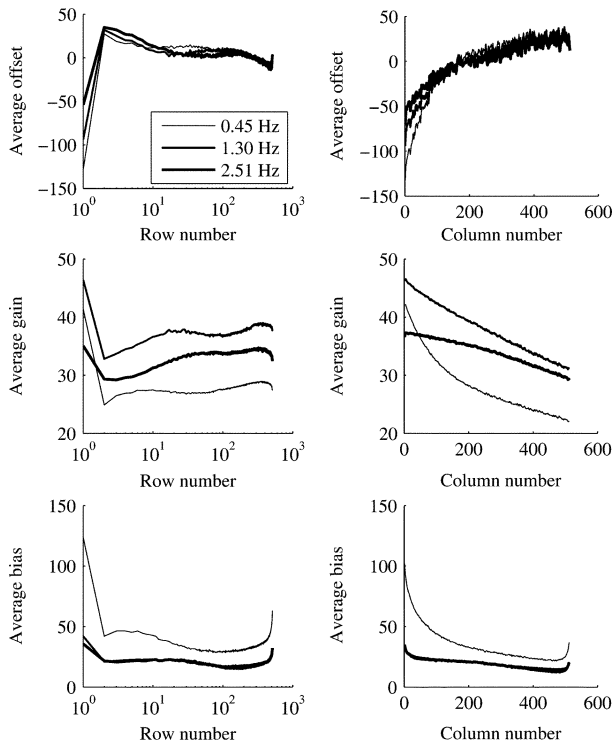 50
0
−50
−100
−150
Average offset
0.45 Hz
1.30 Hz
2.51 Hz
10^0 10^1 10^2 10^3
Row number
50
0
−50
−100
−150
Average offset
0 200 400 600
Column number
50
40
30
20
Average gain
10^0 10^1 10^2 10^3
Row number
50
40
30
20
Average gain
0 200 400 600
Column number
150
100
50
0
Average bias
10^0 10^1 10^2 10^3
Row number
150
100
50
0
Average bias
0 200 400 600
Column number